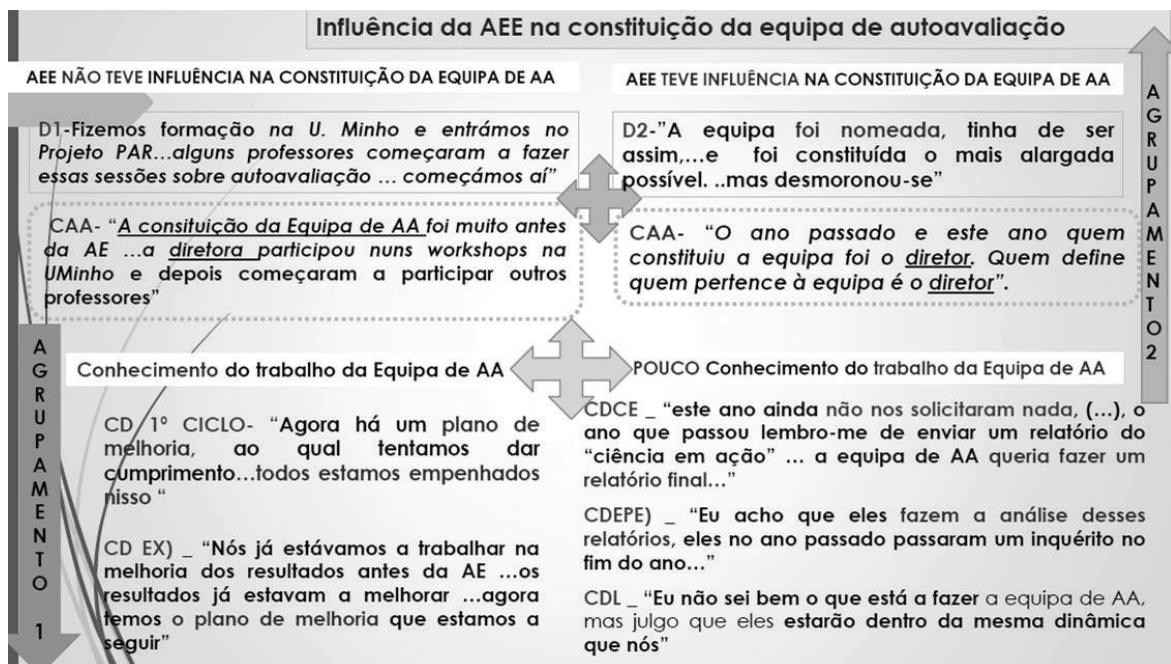 Influência da AEE na constituição da equipa de autoavaliação
AEE NÃO TEVE INFLUÊNCIA NA CONSTITUIÇÃO DA EQUIPA DE AA
D1-Fizemos formação na U. Minho e entrámos no
Projeto PAR...alguns professores começaram a fazer
essas sessões sobre autoavaliação ... começámos aí”
CAA- “A consituição da Equipa de AA foi muito antes
da AE ...a diretora participou nuns workshops na
UMinho e depois começaram a participar outros
professores”
AEE TEVE INFLUÊNCIA NA CONSTITUIÇÃO DA EQUIPA DE AA
D2-”A equipa foi nomeada, tinha de ser
assim,...e foi constituída o mais alargada
possível. ..mas desmoronou-se”
CAA- “O ano passado e este ano quem
constituiu a equipa foi o diretor. Quem define
quem pertence à equipa é o diretor”.
AGRUPAMENTO 2
AGRUPAMENTO 1
Conhecimento do trabalho da Equipa de AA
CD 1º CICLO- “Agora há um plano de
melhoria, ao qual tentamos dar
cumprimento...todos estamos empenhados
nisso “
CD EX) _ “Nós já estávamos a trabalhar na
melhoria dos resultados antes da AE ...os
resultados já estavam a melhorar ...agora
temos o plano de melhoria que estamos a
seguir”
POUCO Conhecimento do trabalho da Equipa de AA
CDCE _ “este ano ainda não nos solicitaram nada, (...), o
ano que passou lembro-me de enviar um relatório do
“ciência em ação” ... a equipa de AA queria fazer um
relatório final...”
CDEPE) _ “Eu acho que eles fazem a análise desses
relatórios, eles no ano passado passaram um inquérito no
fim do ano...”
CDL _ “Eu não sei bem o que está a fazer a equipa de AA,
mas julgo que eles estarão dentro da mesma dinâmica
que nós”